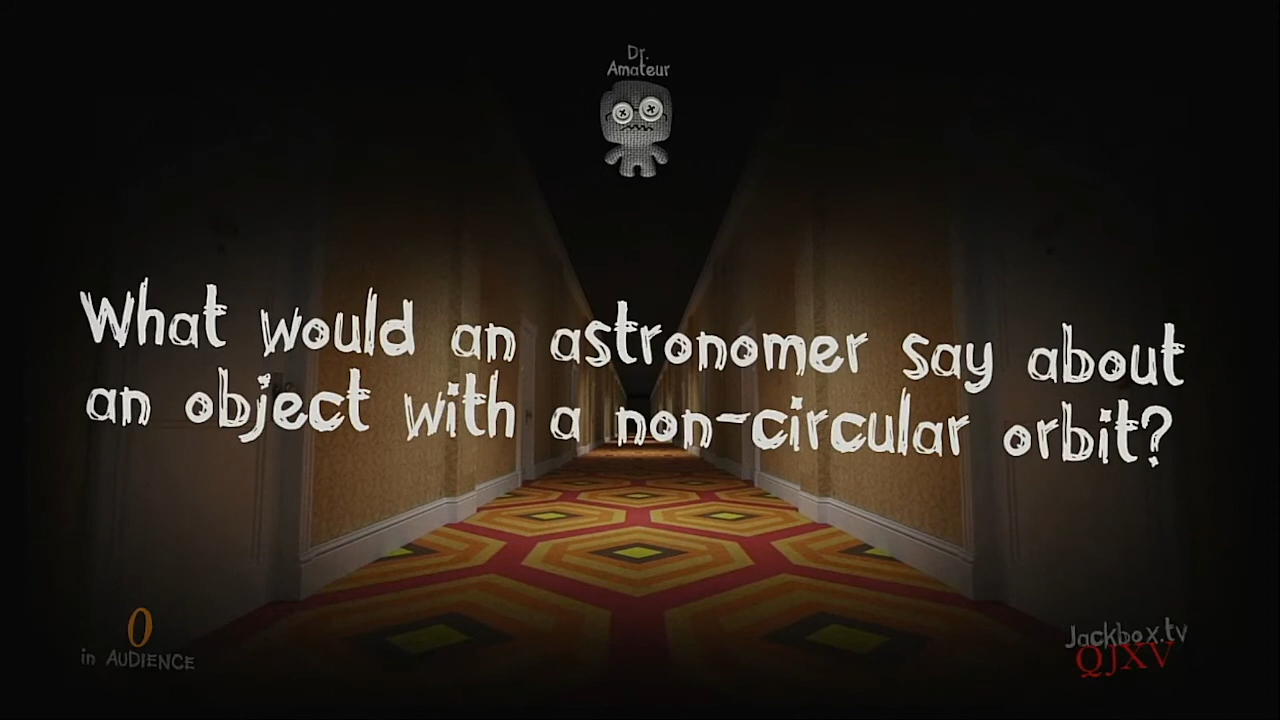 Dr.
Amateur
What would an astronomer say about
an object with a non-circular orbit?
0
in AUDIENCE
Jackbox.tv
QJXV